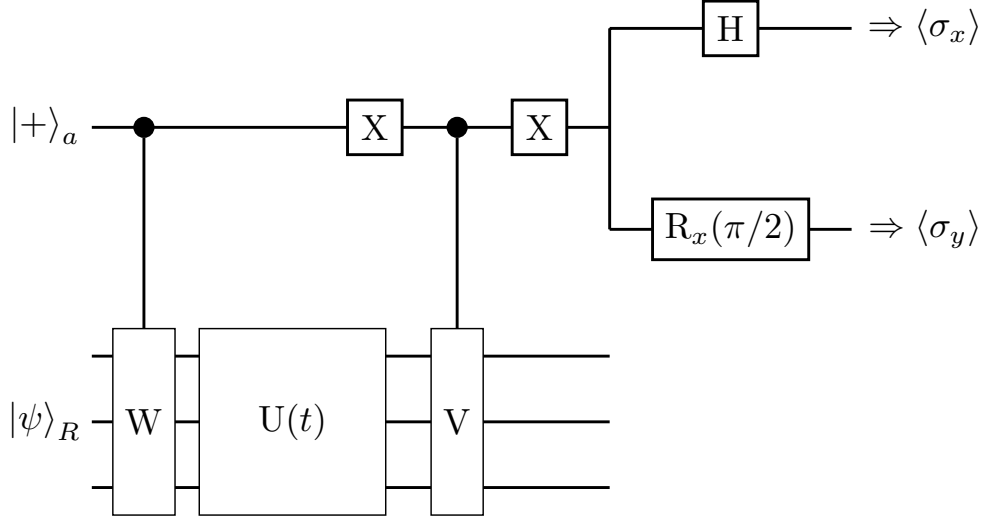 H ⇒ ⟨σ_x⟩
|+⟩_a X X
R_x(π/2) ⇒ ⟨σ_y⟩
|ψ⟩_R W U(t) V